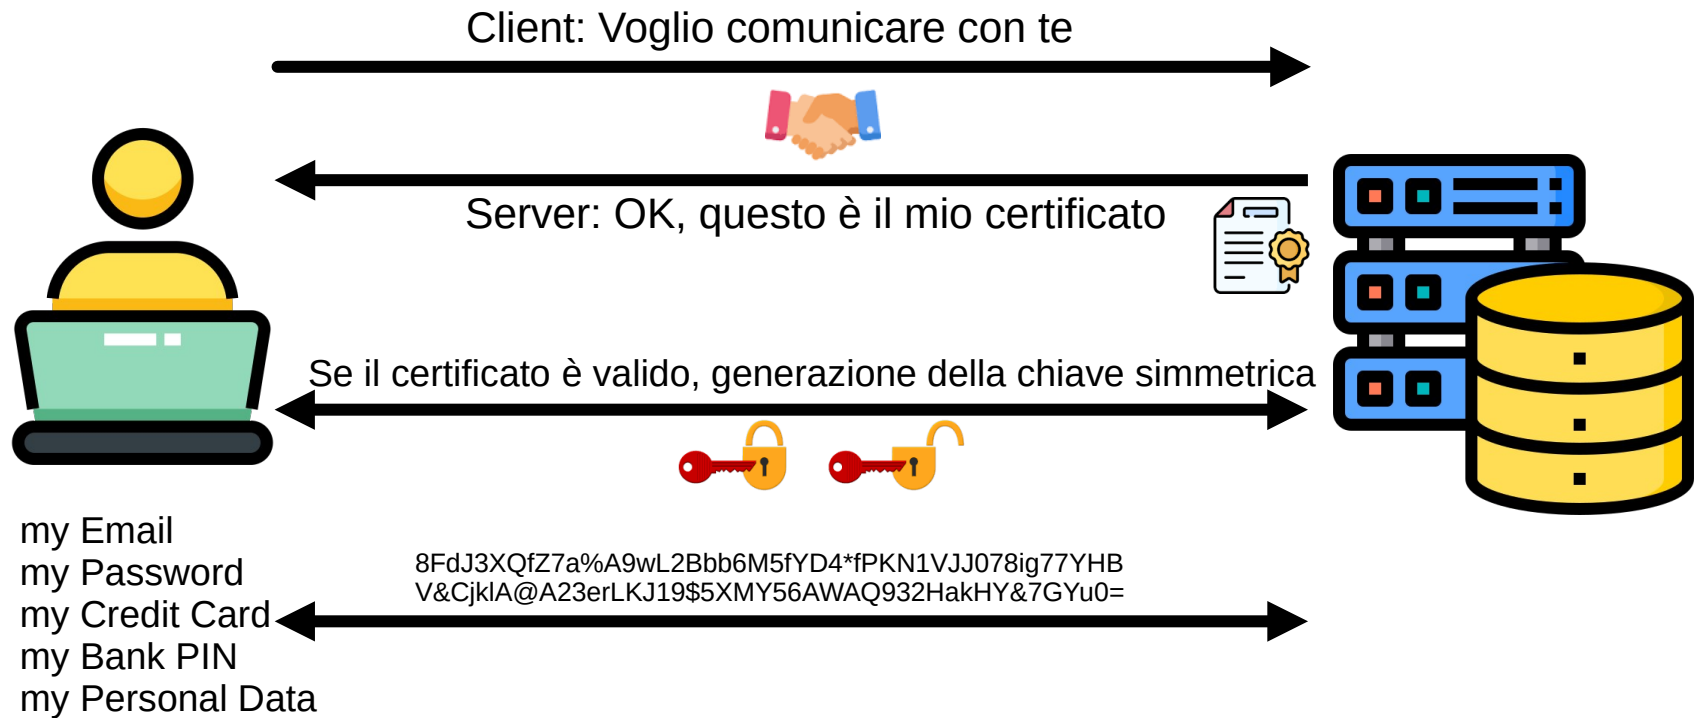 Client: Voglio comunicare con te
Server: OK, questo è il mio certificato
Se il certificato è valido, generazione della chiave simmetrica
my Email
my Password
my Credit Card
my Bank PIN
my Personal Data
8FdJ3XQfZ7a%A9wL2Bbb6M5fYD4*fPKN1VJJ078ig77YHB
V&CjklA@A23erLKJ19$5XMY56AWAQ932HakHY&7GYu0=